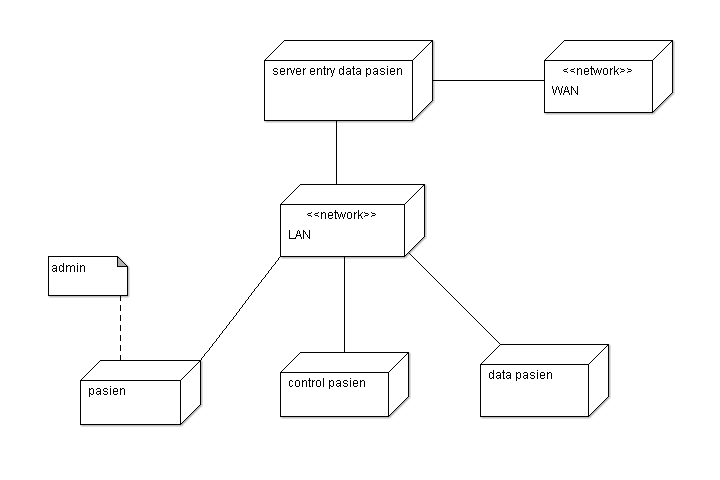 server entry data pasien
<<network>>
WAN
<<network>>
LAN
admin
pasien
control pasien
data pasien